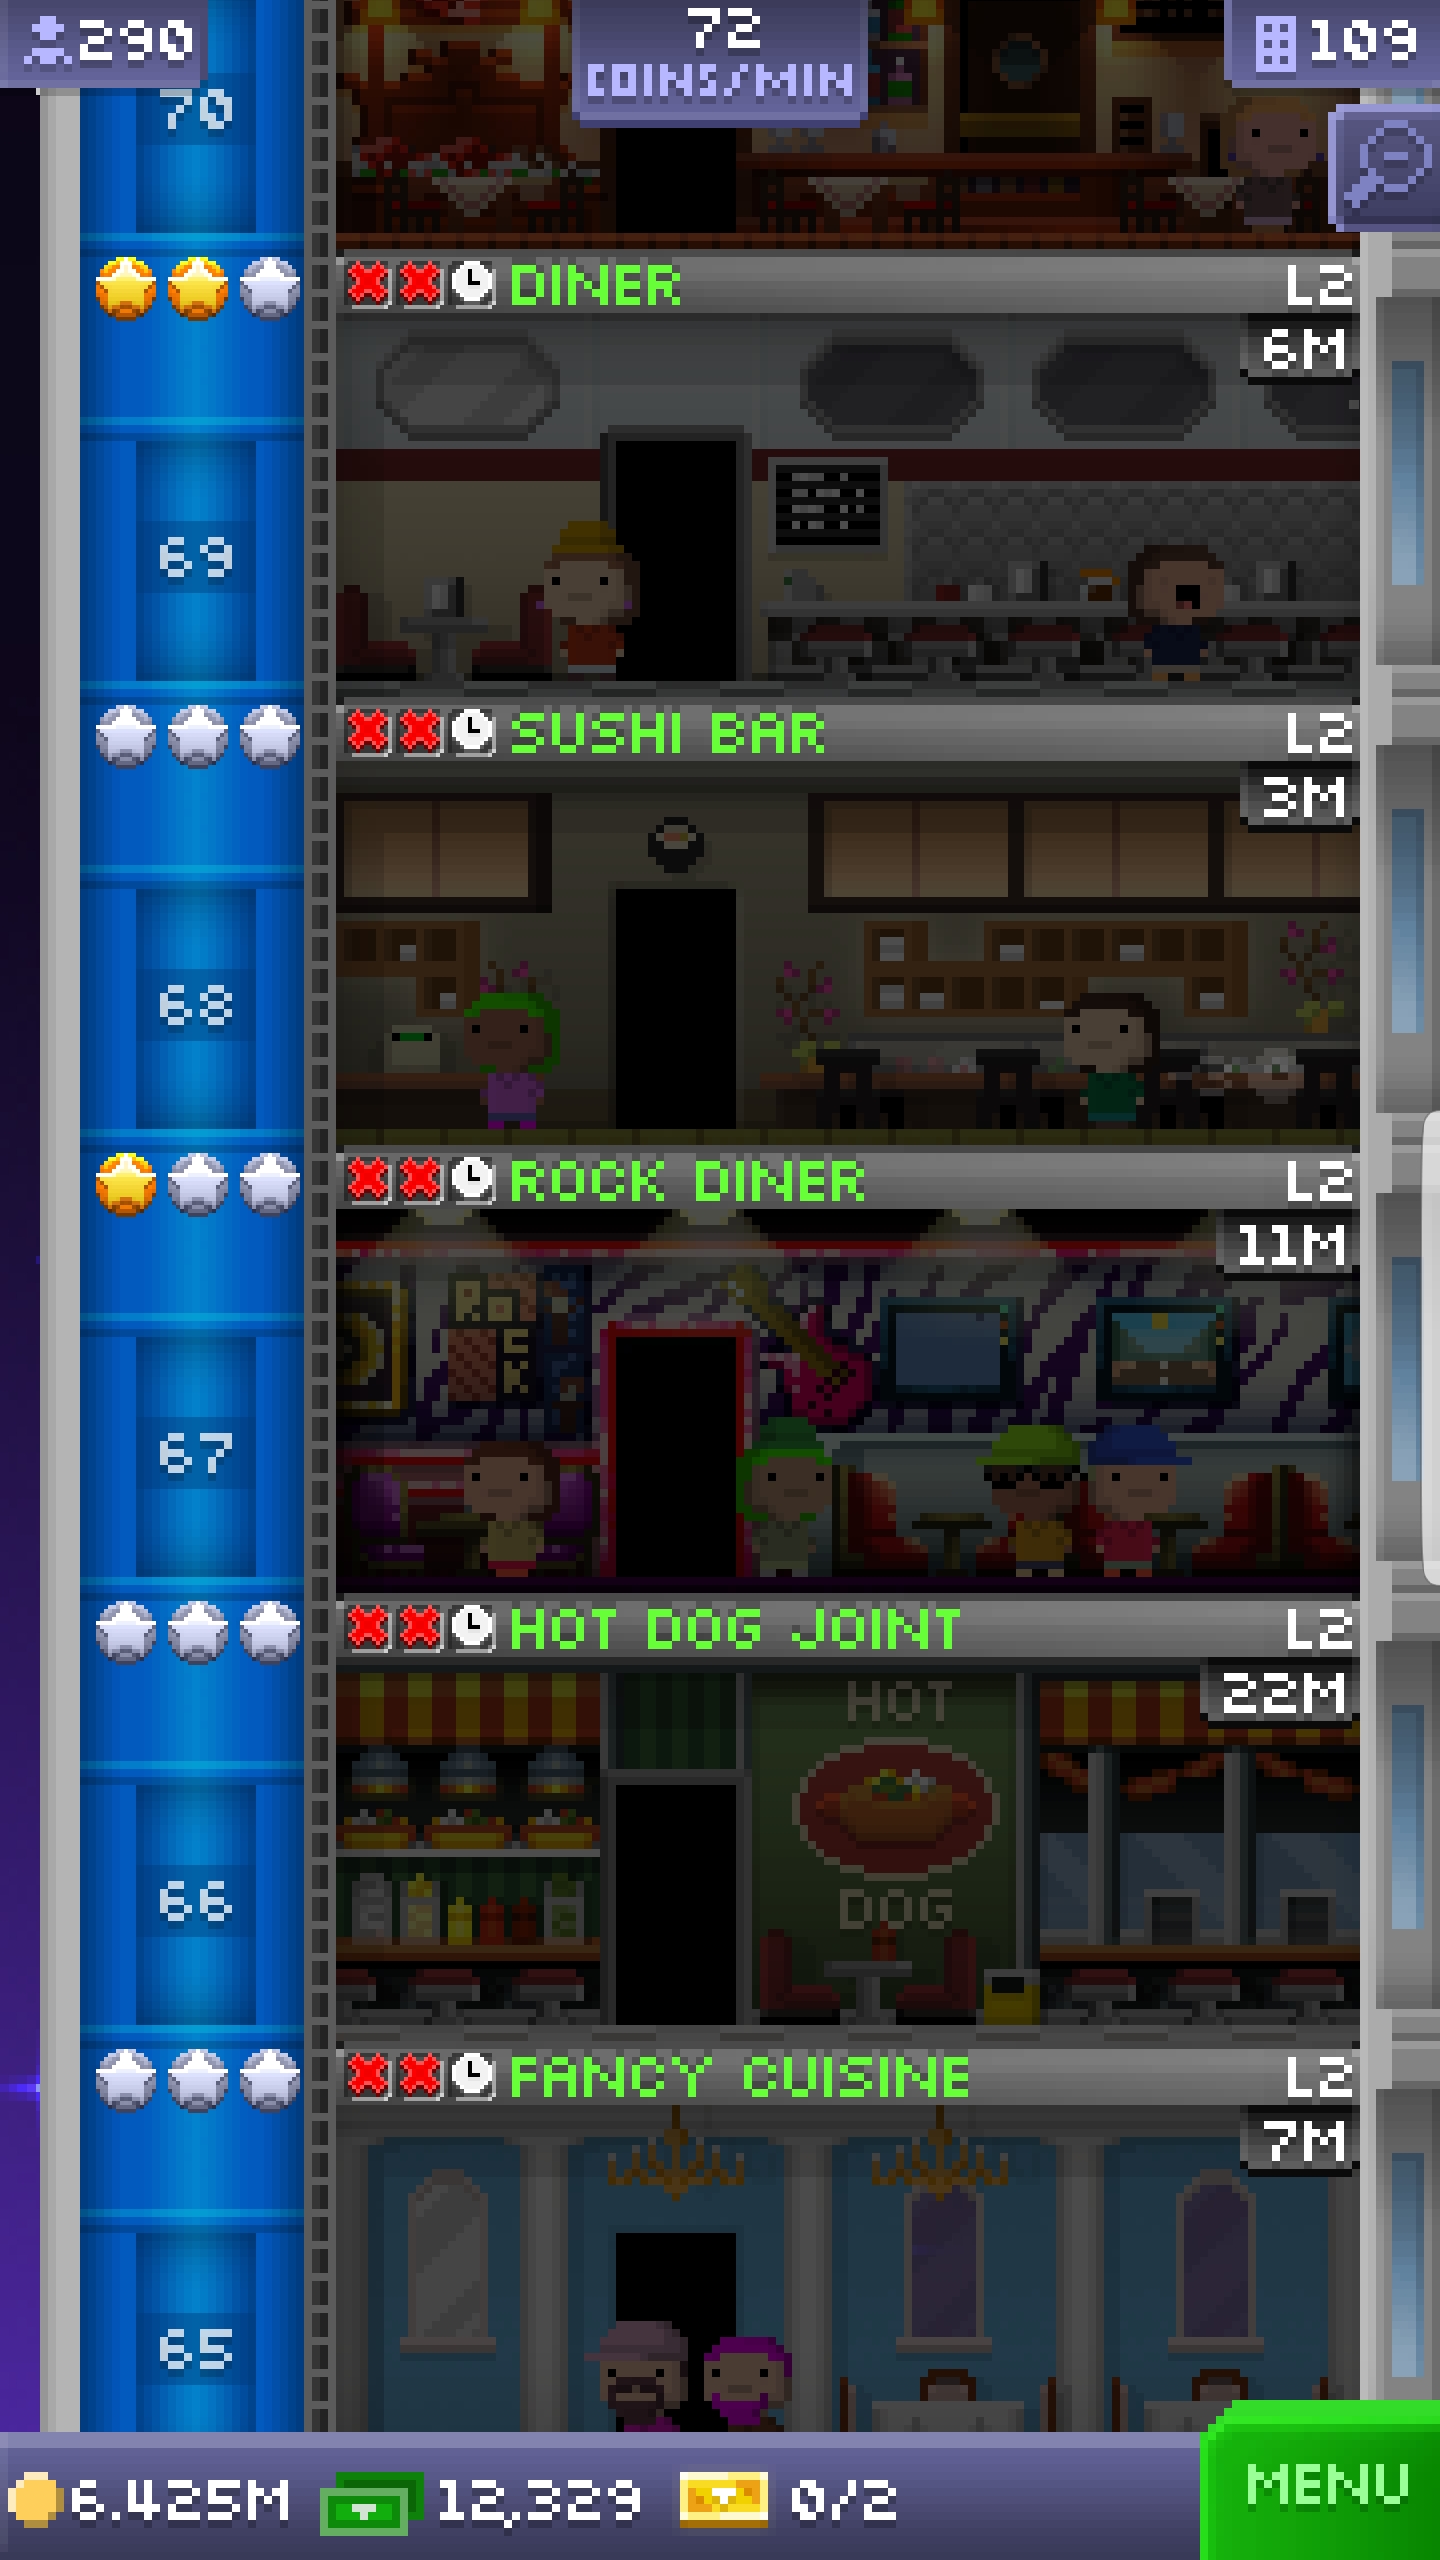 290
72
COINS/MIN
109
70
DINER
L2
6M
69
SUSHI BAR
L2
3M
68
ROCK DINER
L2
11M
ROCK
67
HOT DOG JOINT
L2
22M
HOT
DOG
66
FANCY CUISINE
L2
7M
65
6.425M
12,329
0/2
MENU